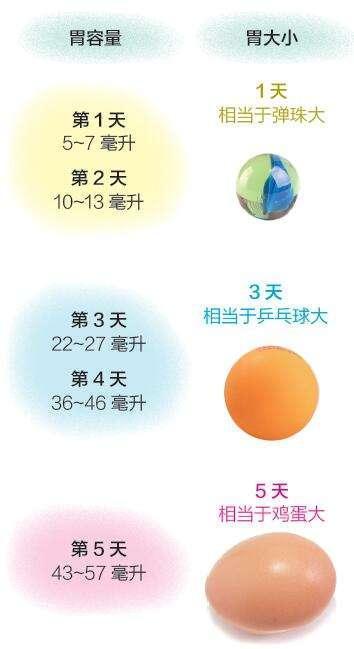 胃容量
胃大小
第1天
5~7 毫升
第2天
10~13 毫升
1天
相当于弹珠大
第3天
22~27 毫升
第4天
36~46 毫升
3天
相当于乒乓球大
第5天
43~57 毫升
5天
相当于鸡蛋大